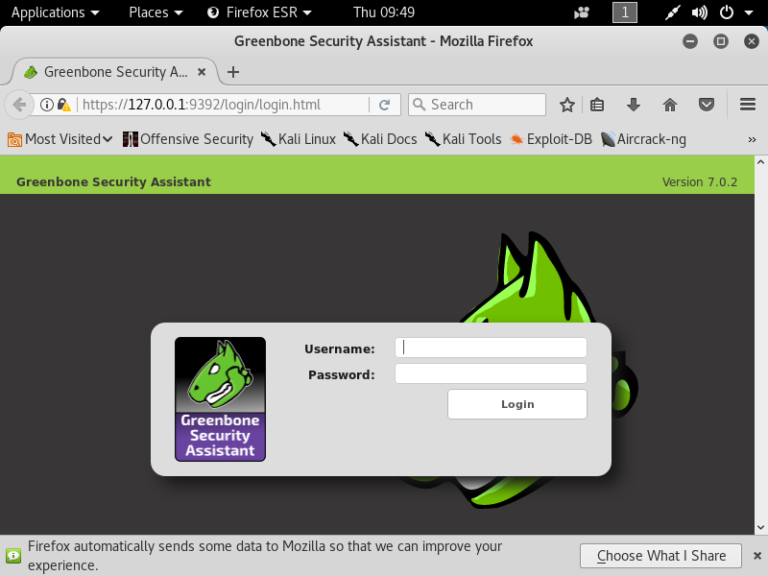 Applications Places Firefox ESR Thu 09:49 1
Greenbone Security Assistant - Mozilla Firefox
Greenbone Security A...
https://127.0.0.1:9392/login/login.html Search
Most Visited Offensive Security Kali Linux Kali Docs Kali Tools Exploit-DB Aircrack-ng »
Greenbone Security Assistant Version 7.0.2
Username:
Password:
Login
Greenbone
Security
Assistant
Firefox automatically sends some data to Mozilla so that we can improve your
experience.
Choose What I Share